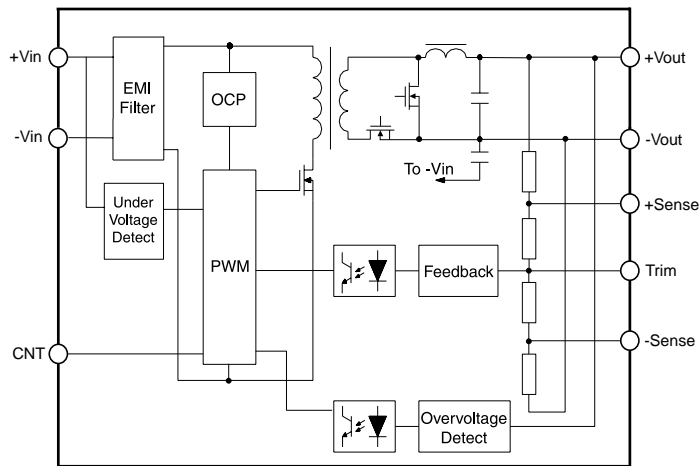 +Vin
-Vin
CNT
EMI
Filter
OCP
Under
Voltage
Detect
PWM
To -Vin
Feedback
Overvoltage
Detect
+Vout
-Vout
+Sense
Trim
-Sense